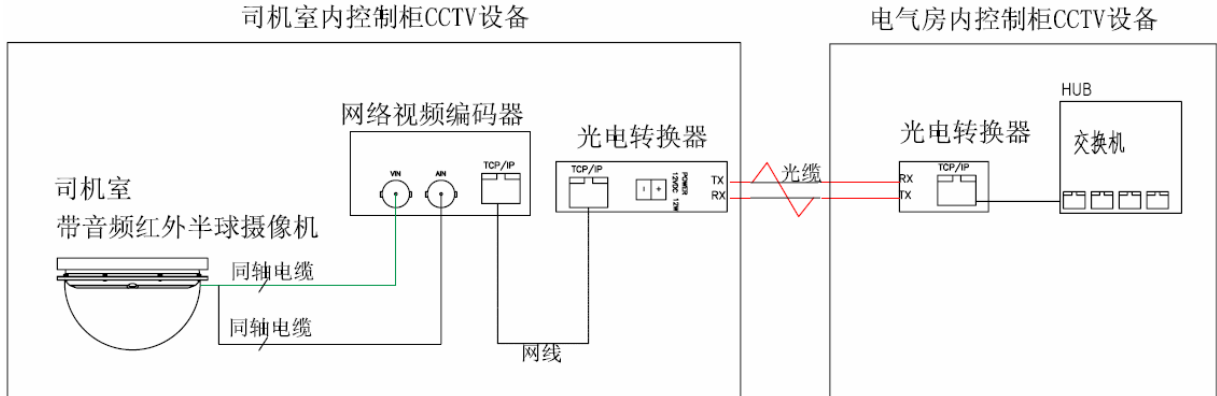 司机室内控制柜CCTV设备
电气房内控制柜CCTV设备
网络视频编码器
VIN
AIN
TCP/IP
光电转换器
TCP/IP
POWER
12VDC 12W
TX
RX
光缆
光电转换器
TCP/IP
RX
TX
HUB
交换机
司机室
带音频红外半球摄像机
同轴电缆
同轴电缆
网线